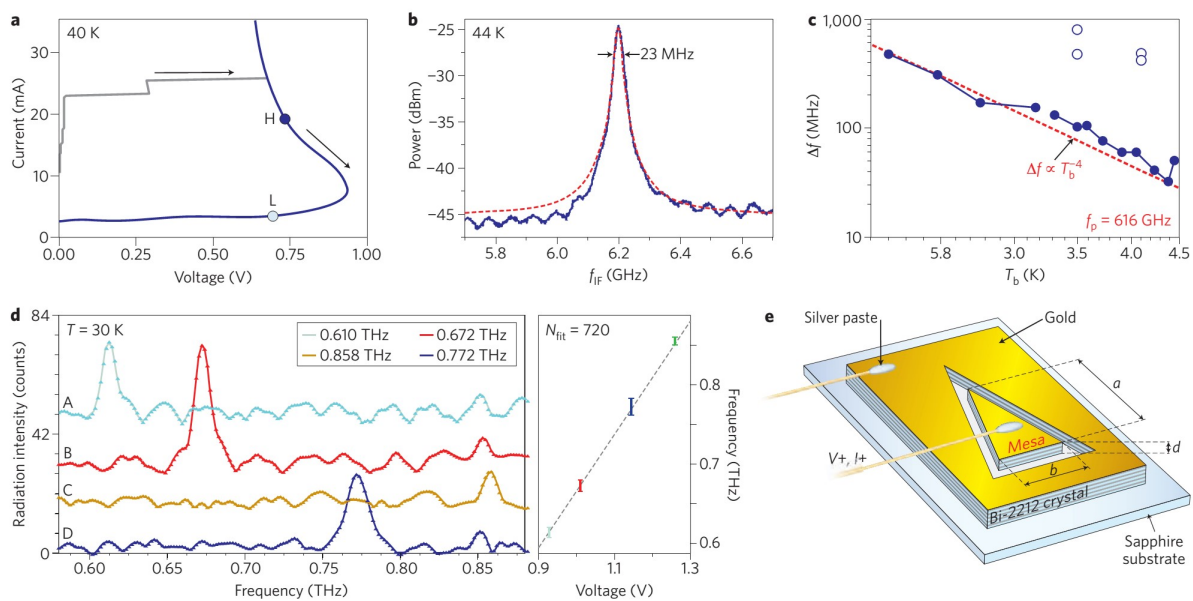 a
40 K
30
20
10
0
Current (mA)
H
L
0.00
0.25
0.50
0.75
1.00
Voltage (V)
b
44 K
23 MHz
−25
−30
−35
−40
−45
Power (dBm)
5.8
6.0
6.2
6.4
6.6
f_IF (GHz)
c
1,000
100
10
Δf (MHz)
Δf ∝ T_b^−4
f_p = 616 GHz
5.8
3.0
3.5
4.0
4.5
T_b (K)
d
T = 30 K
0.610 THz
0.672 THz
0.858 THz
0.772 THz
84
42
0
Radiation intensity (counts)
A
B
C
D
0.60
0.65
0.70
0.75
0.80
0.85
Frequency (THz)
N_fit = 720
0.8
0.7
0.6
Frequency (THz)
0.9
1.1
1.3
Voltage (V)
e
Silver paste
Gold
a
Mesa
d
b
V+, I+
Bi-2212 crystal
Sapphire
substrate